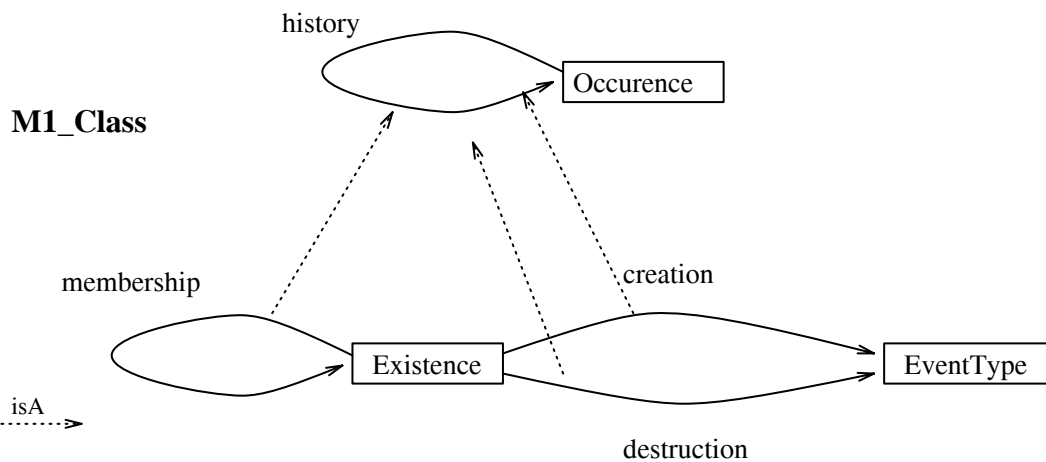 history
Occurence
M1_Class
membership
creation
Existence
EventType
isA
destruction